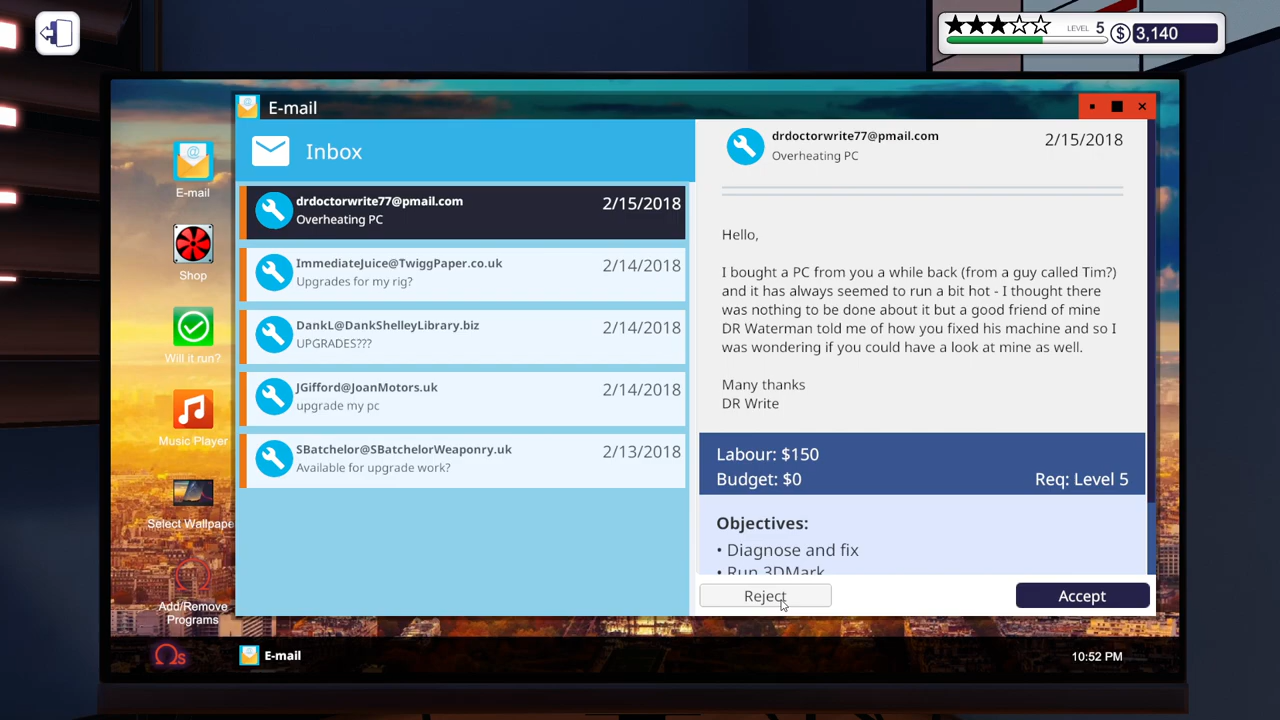 LEVEL 5 $ 3,140
E-mail
Inbox
drdoctorwrite77@pmail.com 2/15/2018
Overheating PC
ImmediateJuice@TwiggPaper.co.uk 2/14/2018
Upgrades for my rig?
DankL@DankShelleyLibrary.biz 2/14/2018
UPGRADES???
JGifford@JoanMotors.uk 2/14/2018
upgrade my pc
SBatchelor@SBatchelorWeaponry.uk 2/13/2018
Available for upgrade work?
drdoctorwrite77@pmail.com 2/15/2018
Overheating PC
Hello,
I bought a PC from you a while back (from a guy called Tim?)
and it has always seemed to run a bit hot - I thought there
was nothing to be done about it but a good friend of mine
DR Waterman told me of how you fixed his machine and so I
was wondering if you could have a look at mine as well.
Many thanks
DR Write
Labour: $150
Budget: $0 Req: Level 5
Objectives:
• Diagnose and fix
• Run 3DMark
Reject Accept
E-mail
Shop
Will it run?
Music Player
Select Wallpape
Add/Remove
Programs
Ωs E-mail 10:52 PM